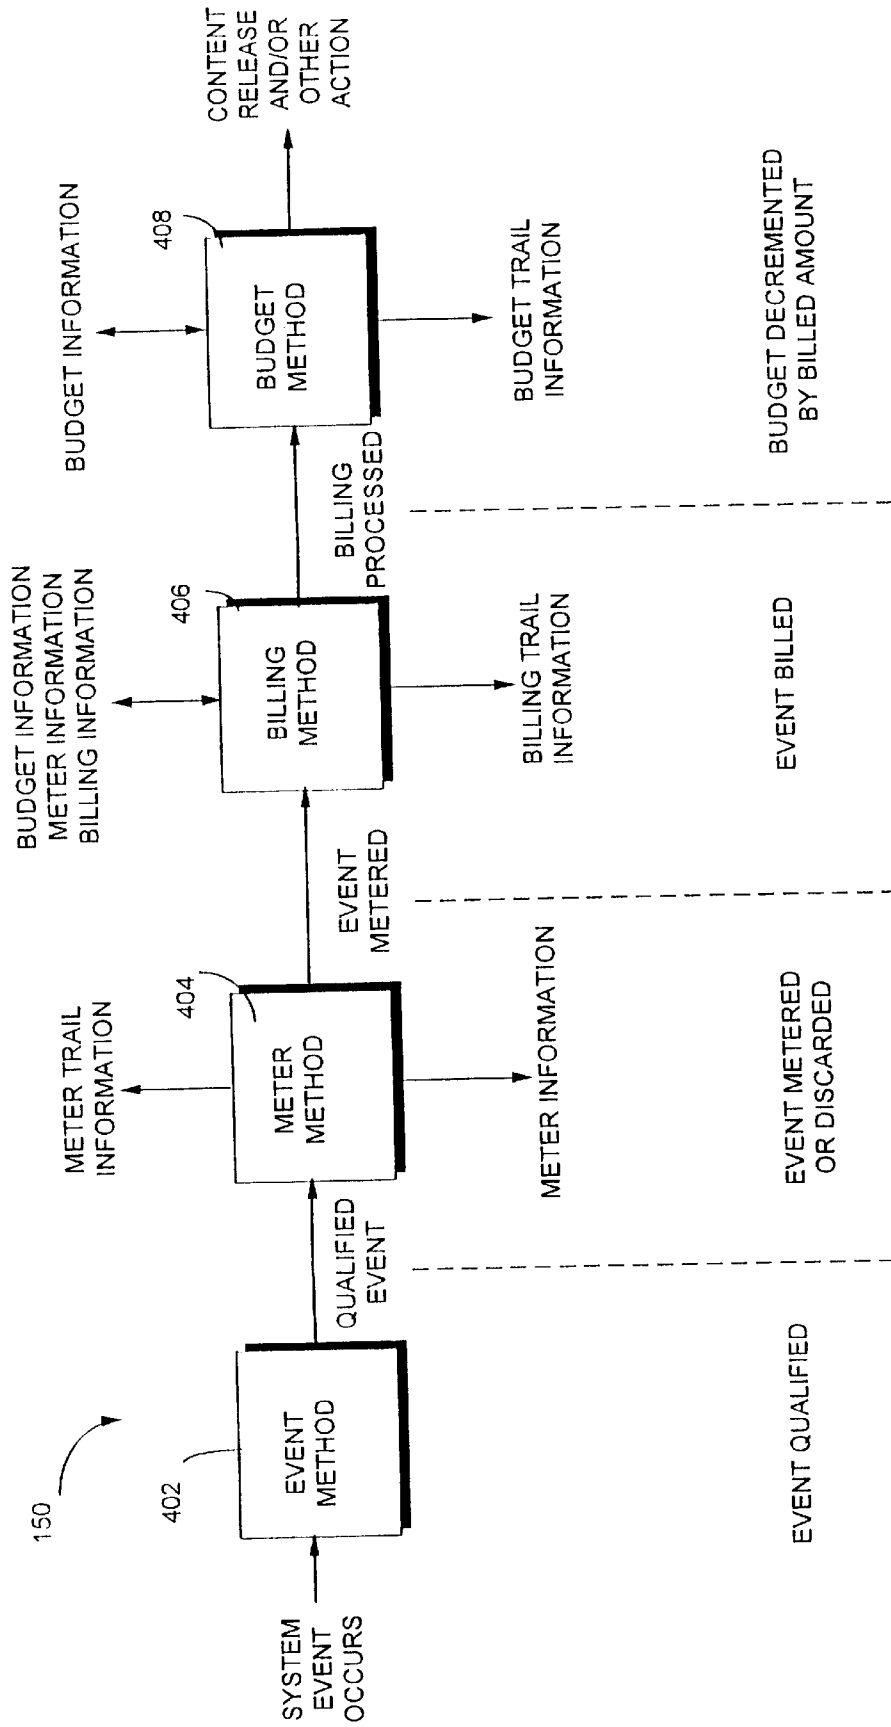 150
SYSTEM
EVENT
OCCURS
402
EVENT
METHOD
QUALIFIED
EVENT
METER TRAIL
INFORMATION
404
METER
METHOD
METER INFORMATION
EVENT
METERED
BUDGET INFORMATION
METER INFORMATION
BILLING INFORMATION
406
BILLING
METHOD
BILLING TRAIL
INFORMATION
BILLING
PROCESSED
BUDGET INFORMATION
408
BUDGET
METHOD
BUDGET TRAIL
INFORMATION
CONTENT
RELEASE
AND/OR
OTHER
ACTION
EVENT QUALIFIED
EVENT METERED
OR DISCARDED
EVENT BILLED
BUDGET DECREMENTED
BY BILLED AMOUNT